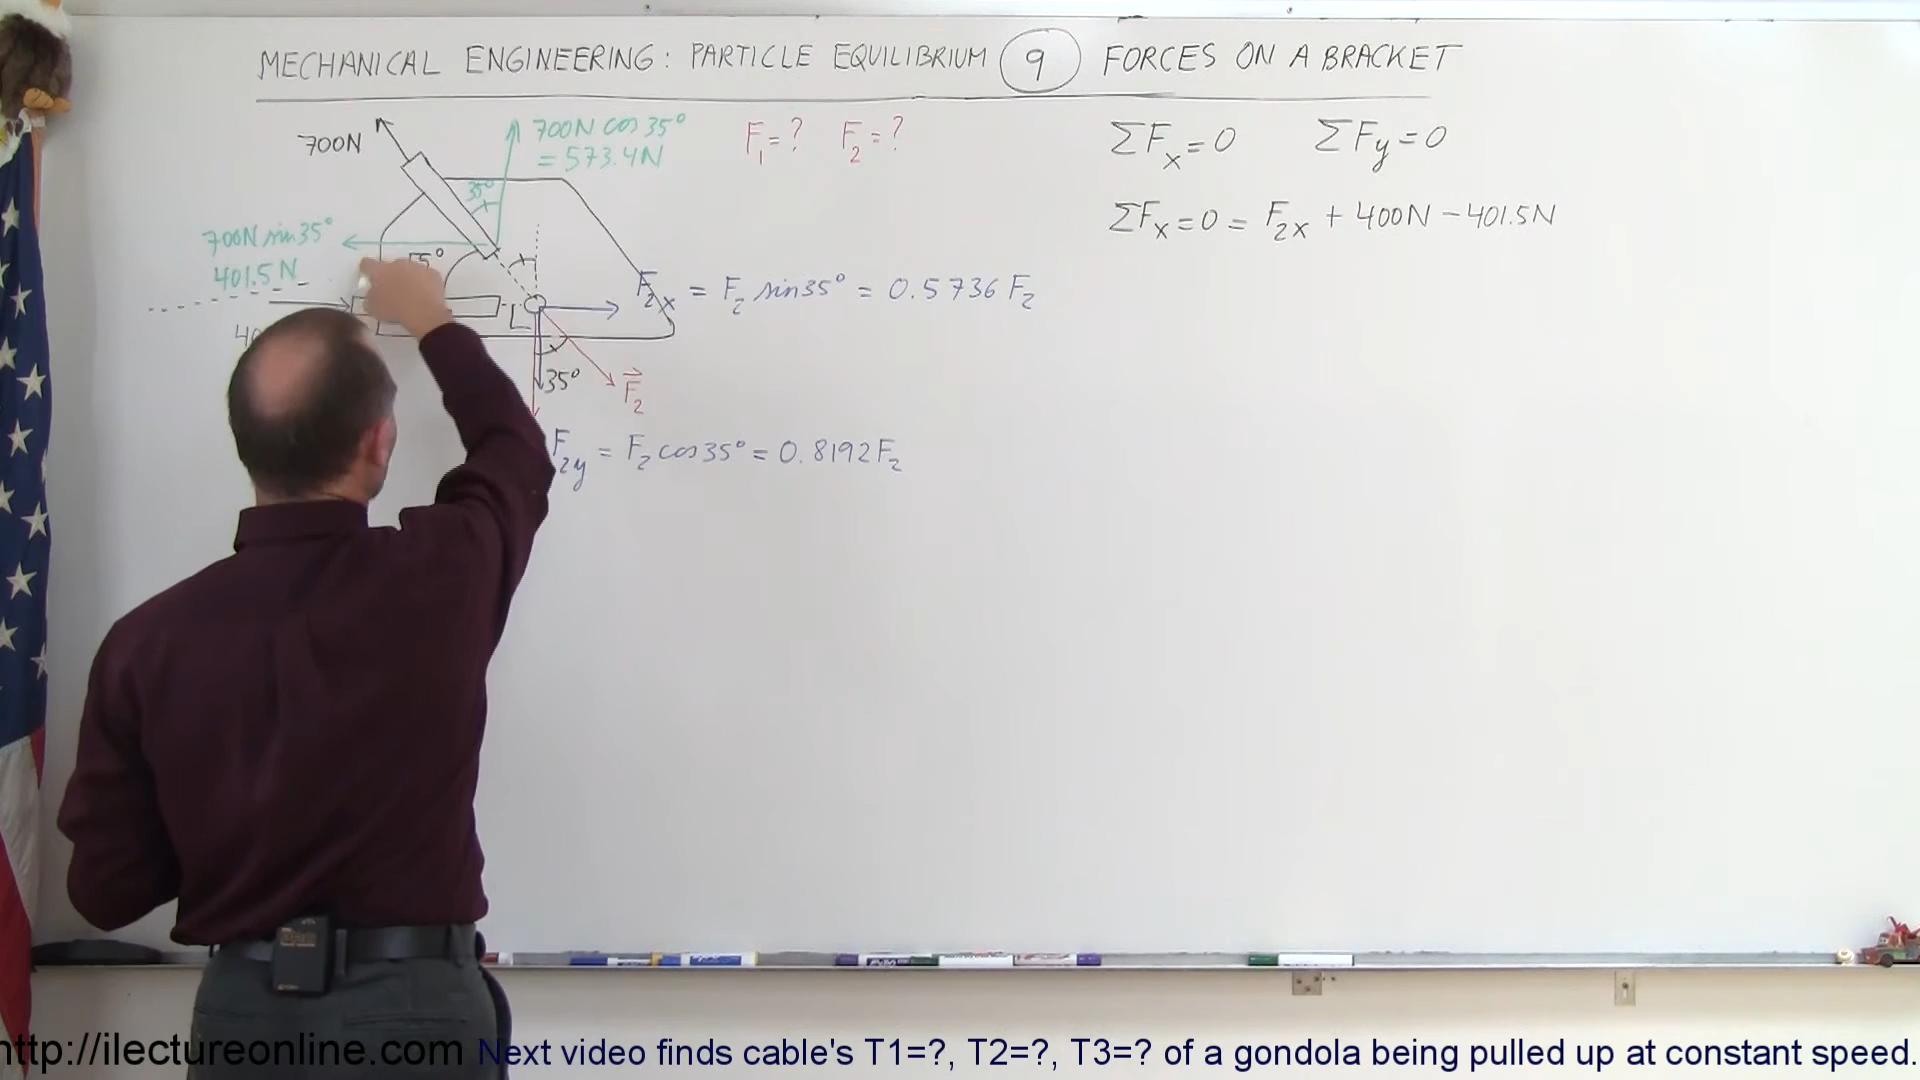 MECHANICAL ENGINEERING: PARTICLE EQUILIBRIUM 9 FORCES ON A BRACKET
700N
700N cos 35°
= 573.4N
F₁ = ? F₂ = ?
ΣFₓ = 0 ΣFy = 0
35°
700N sin 35°
401.5 N
ΣFₓ = 0 = F₂ₓ + 400N − 401.5N
F₂ₓ = F₂ sin 35° = 0.5736 F₂
35°
F₂
F₂y = F₂ cos 35° = 0.8192 F₂
http://ilectureonline.com Next video finds cable's T1=?, T2=?, T3=? of a gondola being pulled up at constant speed.